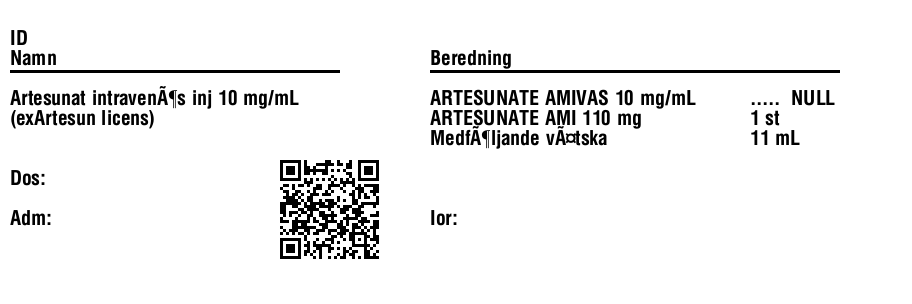 ID
Namn
Artesunat intravenÃ¶s inj 10 mg/mL
(exArtesun licens)
Dos:
Adm:
Beredning
ARTESUNATE AMIVAS 10 mg/mL ..... NULL
ARTESUNATE AMI 110 mg 1 st
MedfÃ¶ljande vÃ¤tska 11 mL
Ior: